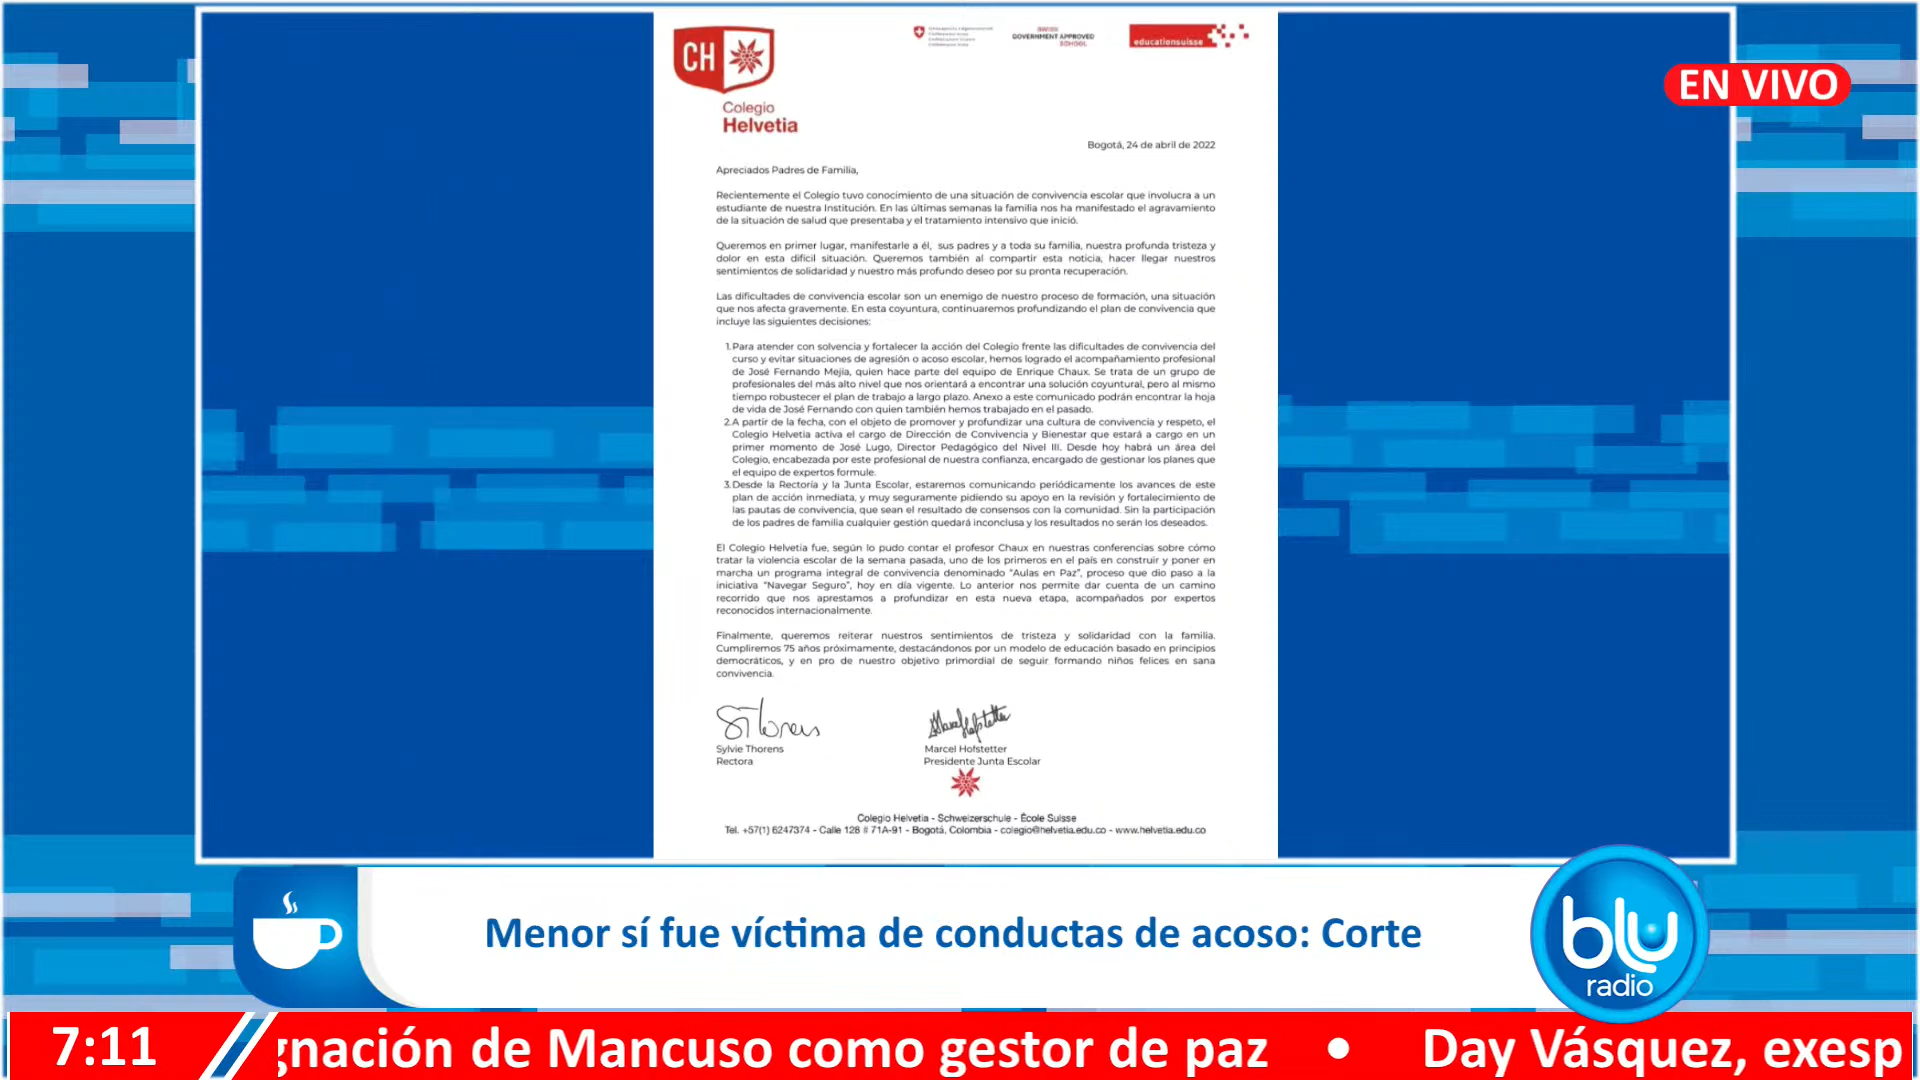 CH
Colegio
Helvetia
SWISS
GOVERNMENT APPROVED
SCHOOL
educationsuisse
EN VIVO
Bogotá, 24 de abril de 2022
Apreciados Padres de Familia,
Recientemente el Colegio tuvo conocimiento de una situación de convivencia escolar que involucra a un
estudiante de nuestra Institución. En las últimas semanas la familia nos ha manifestado el agravamiento
de la situación de salud que presentaba y el tratamiento intensivo que inició.
Queremos en primer lugar, manifestarle a él, sus padres y a toda su familia, nuestra profunda tristeza y
dolor en esta difícil situación. Queremos también al compartir esta noticia, hacer llegar nuestros
sentimientos de solidaridad y nuestro más profundo deseo por su pronta recuperación.
Las dificultades de convivencia escolar son un enemigo de nuestro proceso de formación, una situación
que nos afecta gravemente. En esta coyuntura, continuaremos profundizando el plan de convivencia que
incluye las siguientes decisiones:
1. Para atender con solvencia y fortalecer la acción del Colegio frente las dificultades de convivencia del
curso y evitar situaciones de agresión o acoso escolar, hemos logrado el acompañamiento profesional
de José Fernando Mejía, quien hace parte del equipo de Enrique Chaux. Se trata de un grupo de
profesionales del más alto nivel que nos orientará a encontrar una solución coyuntural, pero al mismo
tiempo robustecer el plan de trabajo a largo plazo. Anexo a este comunicado podrán encontrar la hoja
de vida de José Fernando con quien también hemos trabajado en el pasado.
2. A partir de la fecha, con el objeto de promover y profundizar una cultura de convivencia y respeto, el
Colegio Helvetia activa el cargo de Dirección de Convivencia y Bienestar que estará a cargo en un
primer momento de José Lugo, Director Pedagógico del Nivel III. Desde hoy habrá un área del
Colegio, encabezada por este profesional de nuestra confianza, encargado de gestionar los planes que
el equipo de expertos formule.
3. Desde la Rectoría y la Junta Escolar, estaremos comunicando periódicamente los avances de este
plan de acción inmediata, y muy seguramente pidiendo su apoyo en la revisión y fortalecimiento de
las pautas de convivencia, que sean el resultado de consensos con la comunidad. Sin la participación
de los padres de familia cualquier gestión quedará inconclusa y los resultados no serán los deseados.
El Colegio Helvetia fue, según lo pudo contar el profesor Chaux en nuestras conferencias sobre cómo
tratar la violencia escolar de la semana pasada, uno de los primeros en el país en construir y poner en
marcha un programa integral de convivencia denominado “Aulas en Paz”, proceso que dio paso a la
iniciativa “Navegar Seguro”, hoy en día vigente. Lo anterior nos permite dar cuenta de un camino
recorrido que nos aprestamos a profundizar en esta nueva etapa, acompañados por expertos
reconocidos internacionalmente.
Finalmente, queremos reiterar nuestros sentimientos de tristeza y solidaridad con la familia.
Cumpliremos 75 años próximamente, destacándonos por un modelo de educación basado en principios
democráticos, y en pro de nuestro objetivo primordial de seguir formando niños felices en sana
convivencia.
Sylvie Thorens
Rectora
Marcel Hofstetter
Presidente Junta Escolar
Colegio Helvetia - Schweizerschule - École Suisse
Tel. +57(1) 6247374 - Calle 128 # 71A-91 - Bogotá, Colombia - colegio@helvetia.edu.co - www.helvetia.edu.co
Menor sí fue víctima de conductas de acoso: Corte
blu
radio
7:11
gnación de Mancuso como gestor de paz • Day Vásquez, exesp